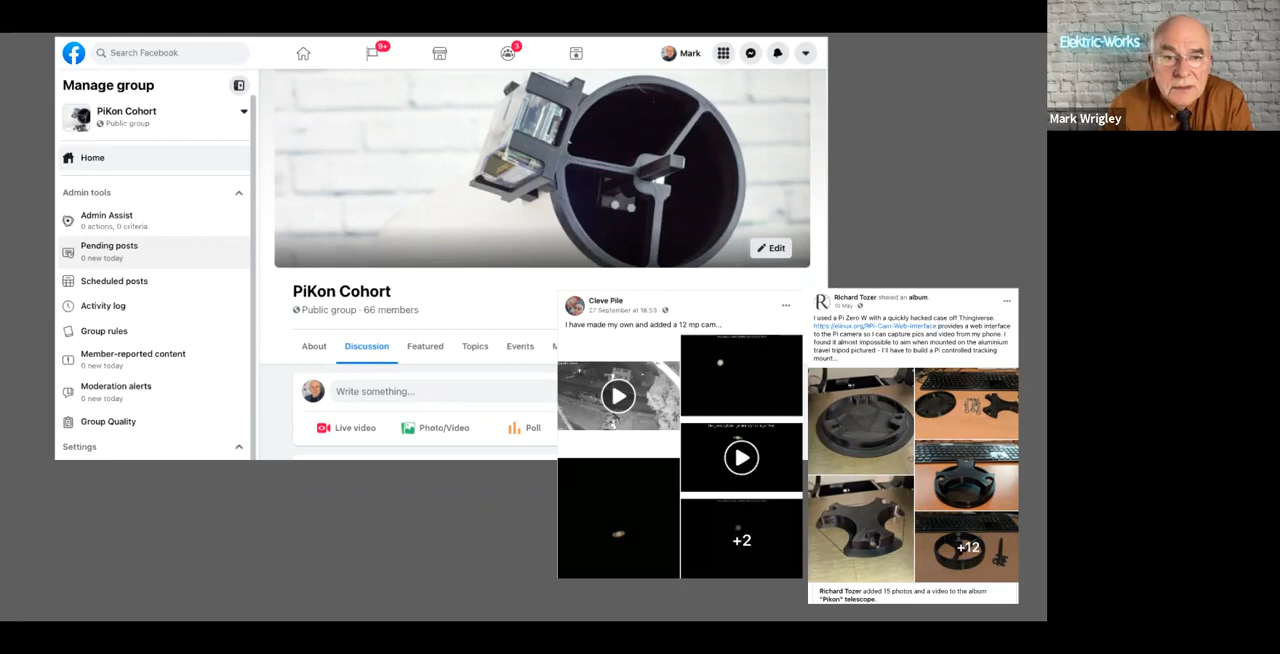 Search Facebook
9+
3
Mark
Manage group
PiKon Cohort
Public group
Home
Admin tools
Admin Assist
0 actions, 0 criteria
Pending posts
0 new today
Scheduled posts
Activity log
Group rules
Member-reported content
0 new today
Moderation alerts
0 new today
Group Quality
Settings
Edit
PiKon Cohort
Public group · 66 members
About
Discussion
Featured
Topics
Events
M
Write something...
Live video
Photo/Video
Poll
Cleve Pile
27 September at 18:53 ·
I have made my own and added a 12 mp cam...
+2
Richard Tozer shared an album.
10 May ·
I used a Pi Zero W with a quickly hacked case off Thingiverse.
provides a web interface
to the Pi camera so I can capture pics and video from my phone. I
found it almost impossible to aim when mounted on the aluminium
travel tripod pictured - I'll have to build a Pi controlled tracking
mount...
+12
Richard Tozer added 15 photos and a video to the album
"Pikon" telescope.
Elektric-Works
Mark Wrigley